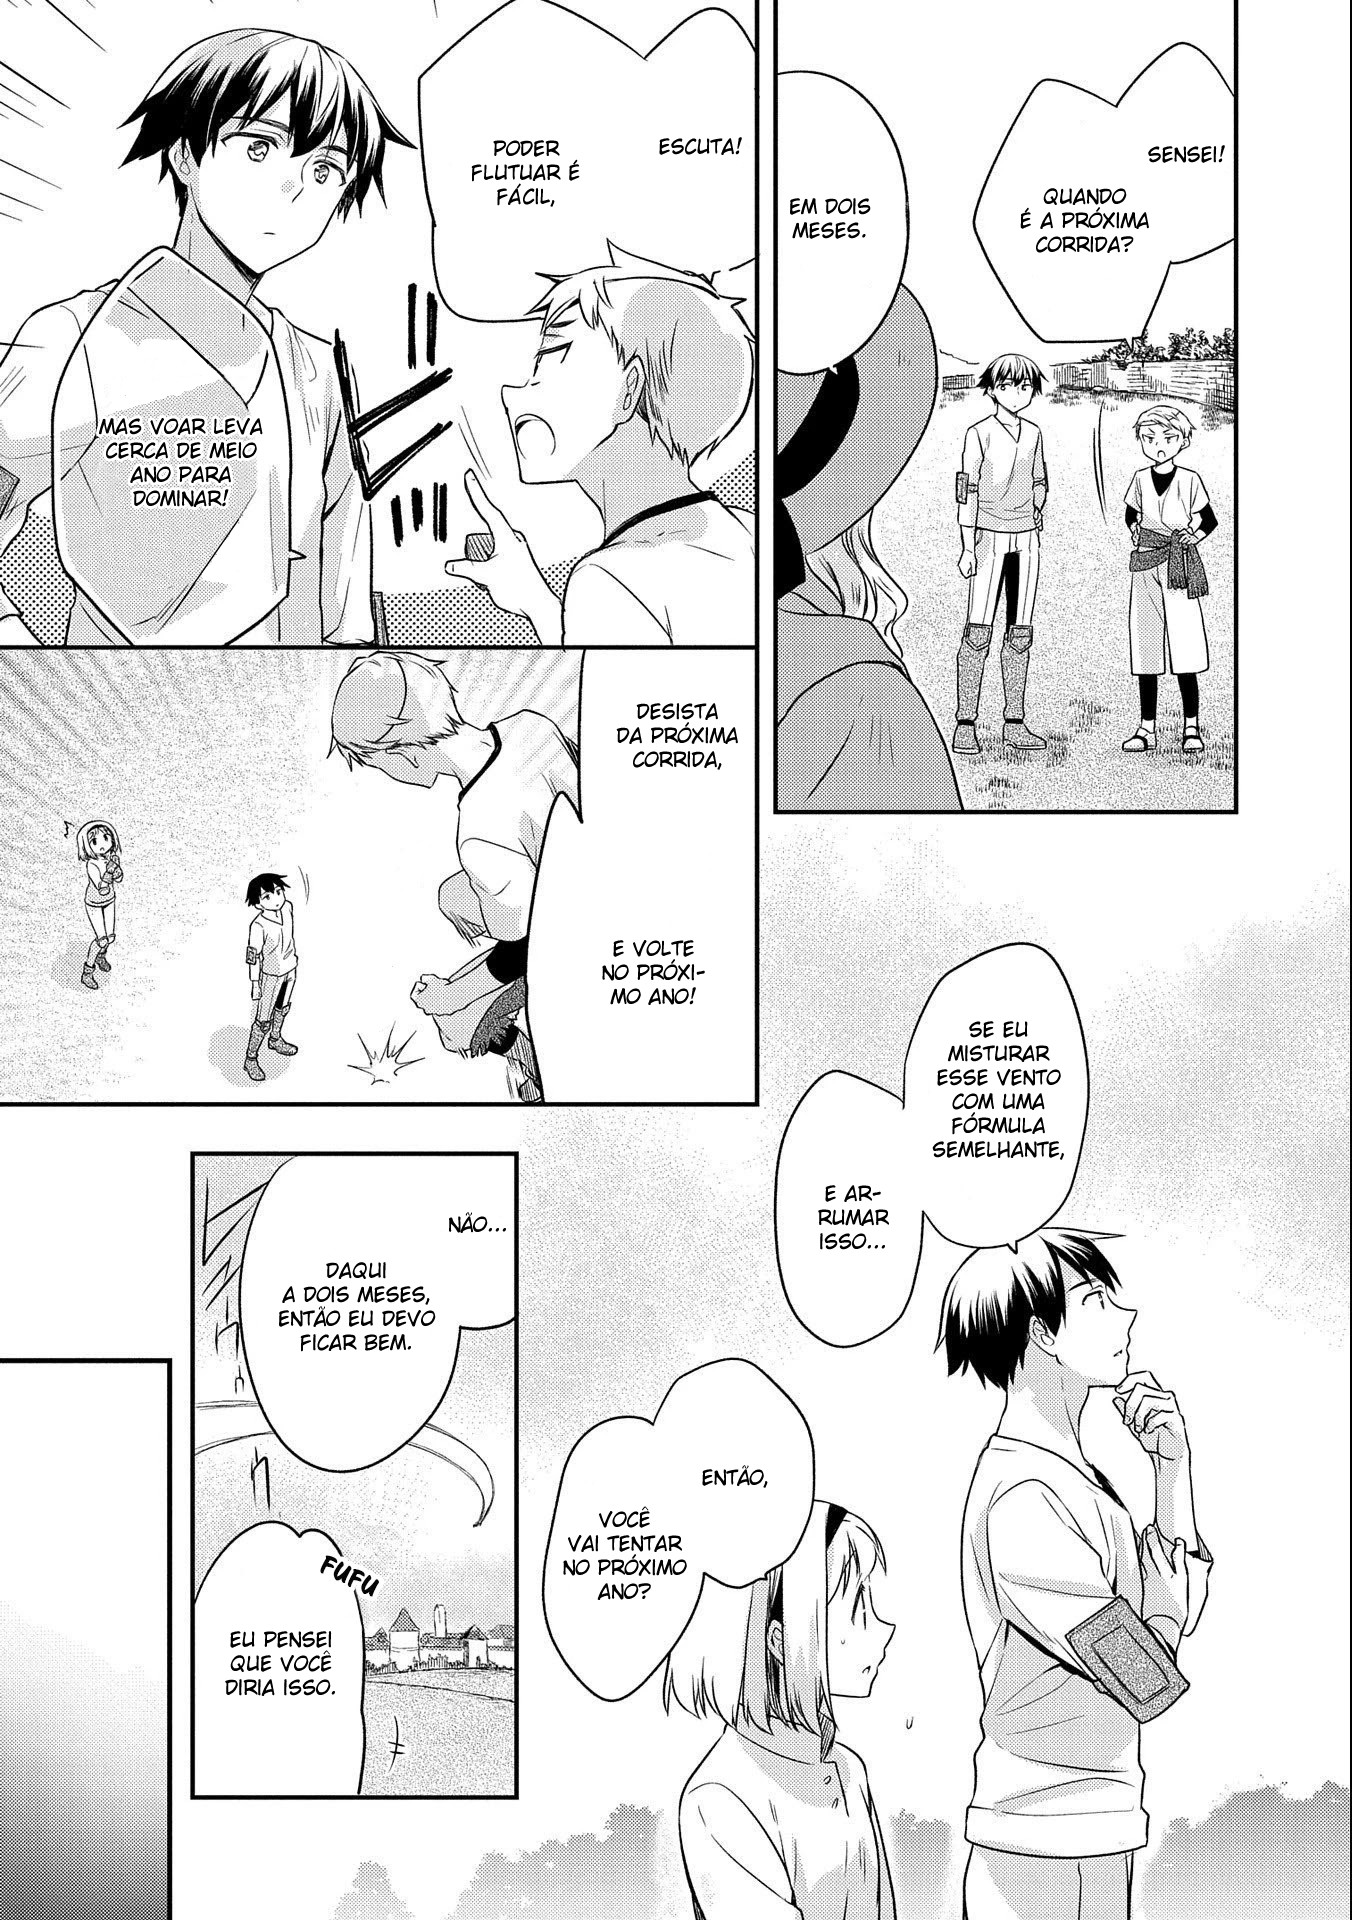 SENSEI!
QUANDO
É A PRÓXIMA
CORRIDA?
EM DOIS
MESES.
ESCUTA!
PODER
FLUTUAR É
FÁCIL,
MAS VOAR LEVA
CERCA DE MEIO
ANO PARA
DOMINAR!
DESISTA
DA PRÓXIMA
CORRIDA,
E VOLTE
NO PRÓXI-
MO ANO!
SE EU
MISTURAR
ESSE VENTO
COM UMA
FÓRMULA
SEMELHANTE,
E AR-
RUMAR
ISSO...
ENTÃO,
VOCÊ
VAI TENTAR
NO PRÓXIMO
ANO?
NÃO...
DAQUI
A DOIS MESES,
ENTÃO EU DEVO
FICAR BEM.
FUFU
EU PENSEI
QUE VOCÊ
DIRIA ISSO.